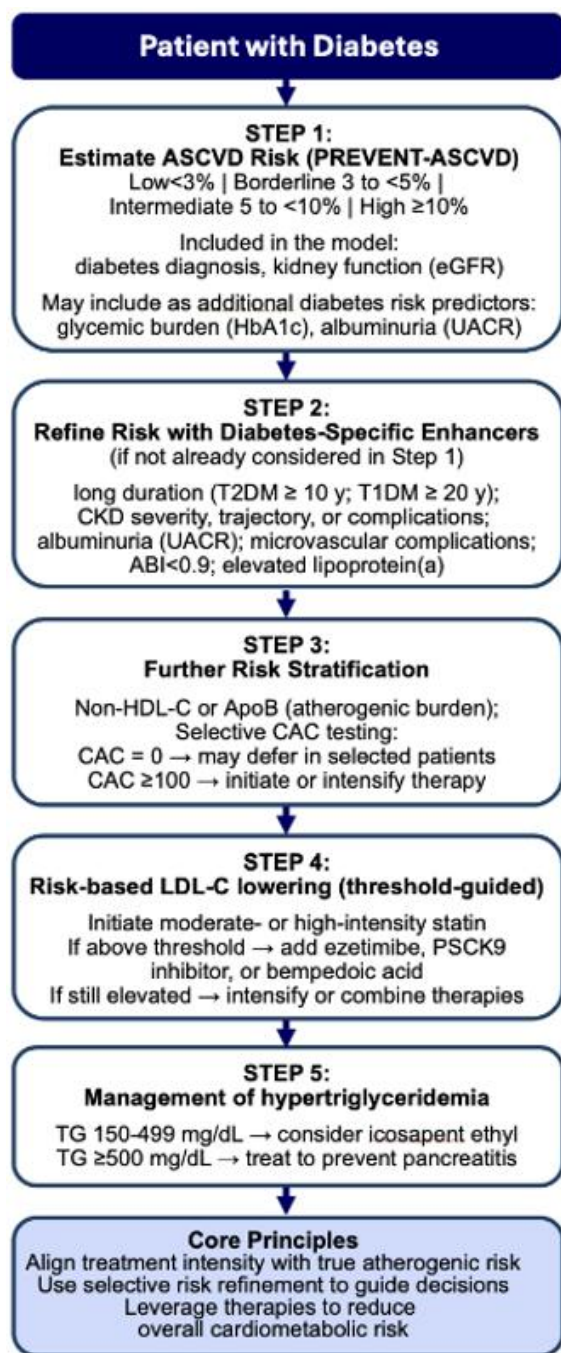 Patient with Diabetes
STEP 1:
Estimate ASCVD Risk (PREVENT-ASCVD)
Low<3% | Borderline 3 to <5% |
Intermediate 5 to <10% | High ≥10%
Included in the model:
diabetes diagnosis, kidney function (eGFR)
May include as additional diabetes risk predictors:
glycemic burden (HbA1c), albuminuria (UACR)
STEP 2:
Refine Risk with Diabetes-Specific Enhancers
(if not already considered in Step 1)
long duration (T2DM ≥ 10 y; T1DM ≥ 20 y);
CKD severity, trajectory, or complications;
albuminuria (UACR); microvascular complications;
ABI<0.9; elevated lipoprotein(a)
STEP 3:
Further Risk Stratification
Non-HDL-C or ApoB (atherogenic burden);
Selective CAC testing:
CAC = 0 → may defer in selected patients
CAC ≥100 → initiate or intensify therapy
STEP 4:
Risk-based LDL-C lowering (threshold-guided)
Initiate moderate- or high-intensity statin
If above threshold → add ezetimibe, PSCK9
inhibitor, or bempedoic acid
If still elevated → intensify or combine therapies
STEP 5:
Management of hypertriglyceridemia
TG 150-499 mg/dL → consider icosapent ethyl
TG ≥500 mg/dL → treat to prevent pancreatitis
Core Principles
Align treatment intensity with true atherogenic risk
Use selective risk refinement to guide decisions
Leverage therapies to reduce
overall cardiometabolic risk